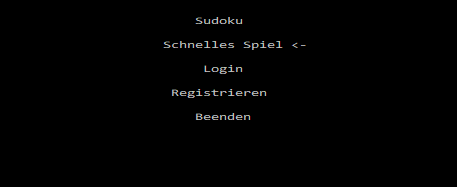 Sudoku
Schnelles Spiel <-
Login
Registrieren
Beenden